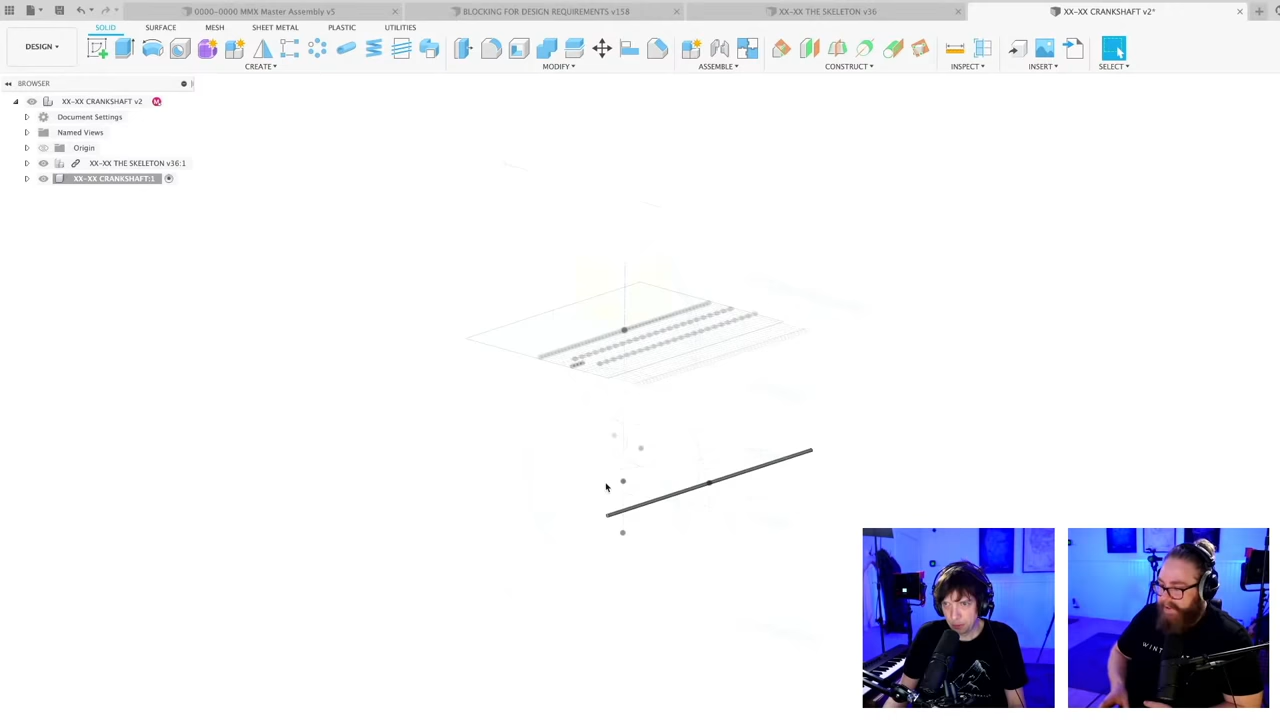 0000–0000 MMX Master Assembly v5
BLOCKING FOR DESIGN REQUIREMENTS v158
XX-XX THE SKELETON v36
XX-XX CRANKSHAFT v2*
SOLID SURFACE MESH SHEET METAL PLASTIC UTILITIES
DESIGN
CREATE MODIFY ASSEMBLE CONSTRUCT INSPECT INSERT SELECT
BROWSER
XX-XX CRANKSHAFT v2
Document Settings
Named Views
Origin
XX-XX THE SKELETON v36:1
XX-XX CRANKSHAFT:1